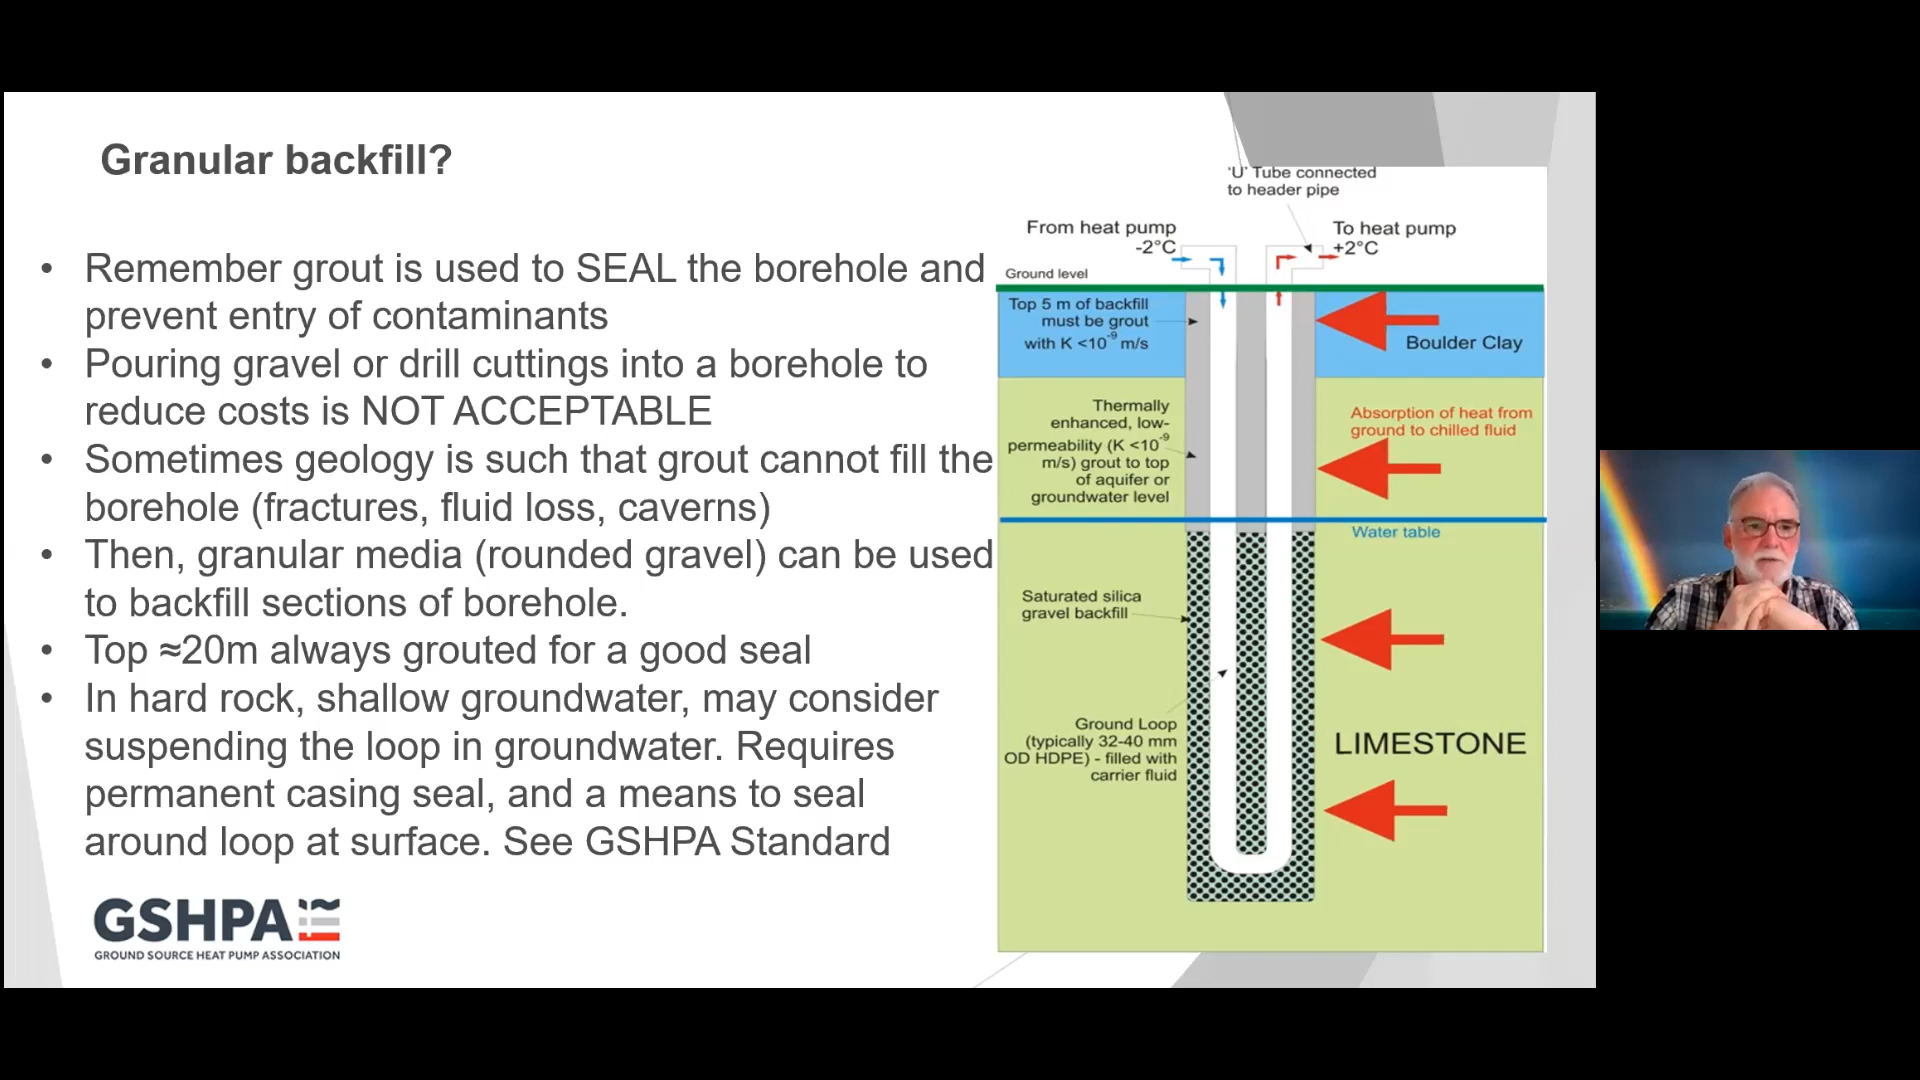 Granular backfill?
• Remember grout is used to SEAL the borehole and
prevent entry of contaminants
• Pouring gravel or drill cuttings into a borehole to
reduce costs is NOT ACCEPTABLE
• Sometimes geology is such that grout cannot fill the
borehole (fractures, fluid loss, caverns)
• Then, granular media (rounded gravel) can be used
to backfill sections of borehole.
• Top ≈20m always grouted for a good seal
• In hard rock, shallow groundwater, may consider
suspending the loop in groundwater. Requires
permanent casing seal, and a means to seal
around loop at surface. See GSHPA Standard
GSHPA
GROUND SOURCE HEAT PUMP ASSOCIATION
'U' Tube connected
to header pipe
From heat pump
-2°C
To heat pump
+2°C
Ground level
Top 5 m of backfill
must be grout
with K <10⁻⁹ m/s
Boulder Clay
Thermally
enhanced, low-
permeability (K <10⁻⁹
m/s) grout to top
of aquifer or
groundwater level
Absorption of heat from
ground to chilled fluid
Water table
Saturated silica
gravel backfill
Ground Loop
(typically 32-40 mm
OD HDPE) - filled with
carrier fluid
LIMESTONE